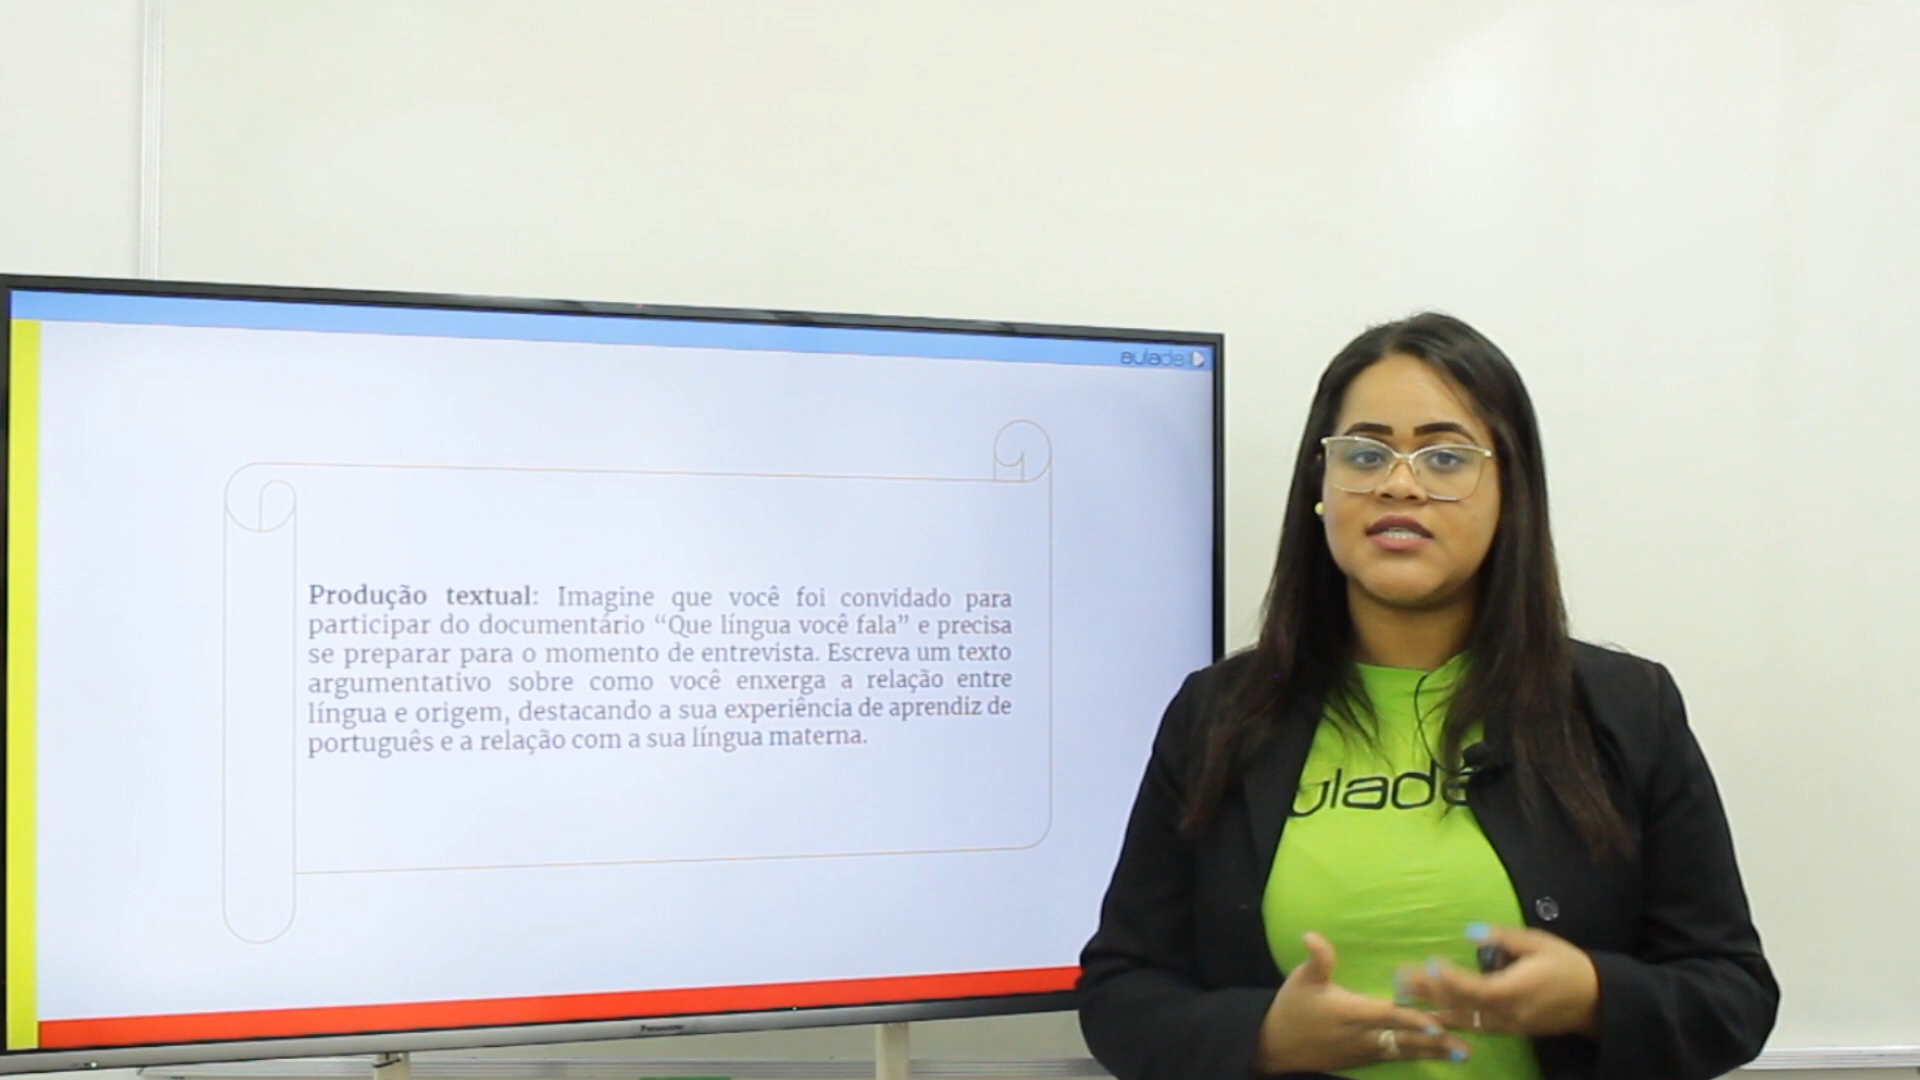 aulade
Produção textual: Imagine que você foi convidado para
participar do documentário “Que língua você fala” e precisa
se preparar para o momento de entrevista. Escreva um texto
argumentativo sobre como você enxerga a relação entre
língua e origem, destacando a sua experiência de aprendiz de
português e a relação com a sua língua materna.
Panasonic
ulade